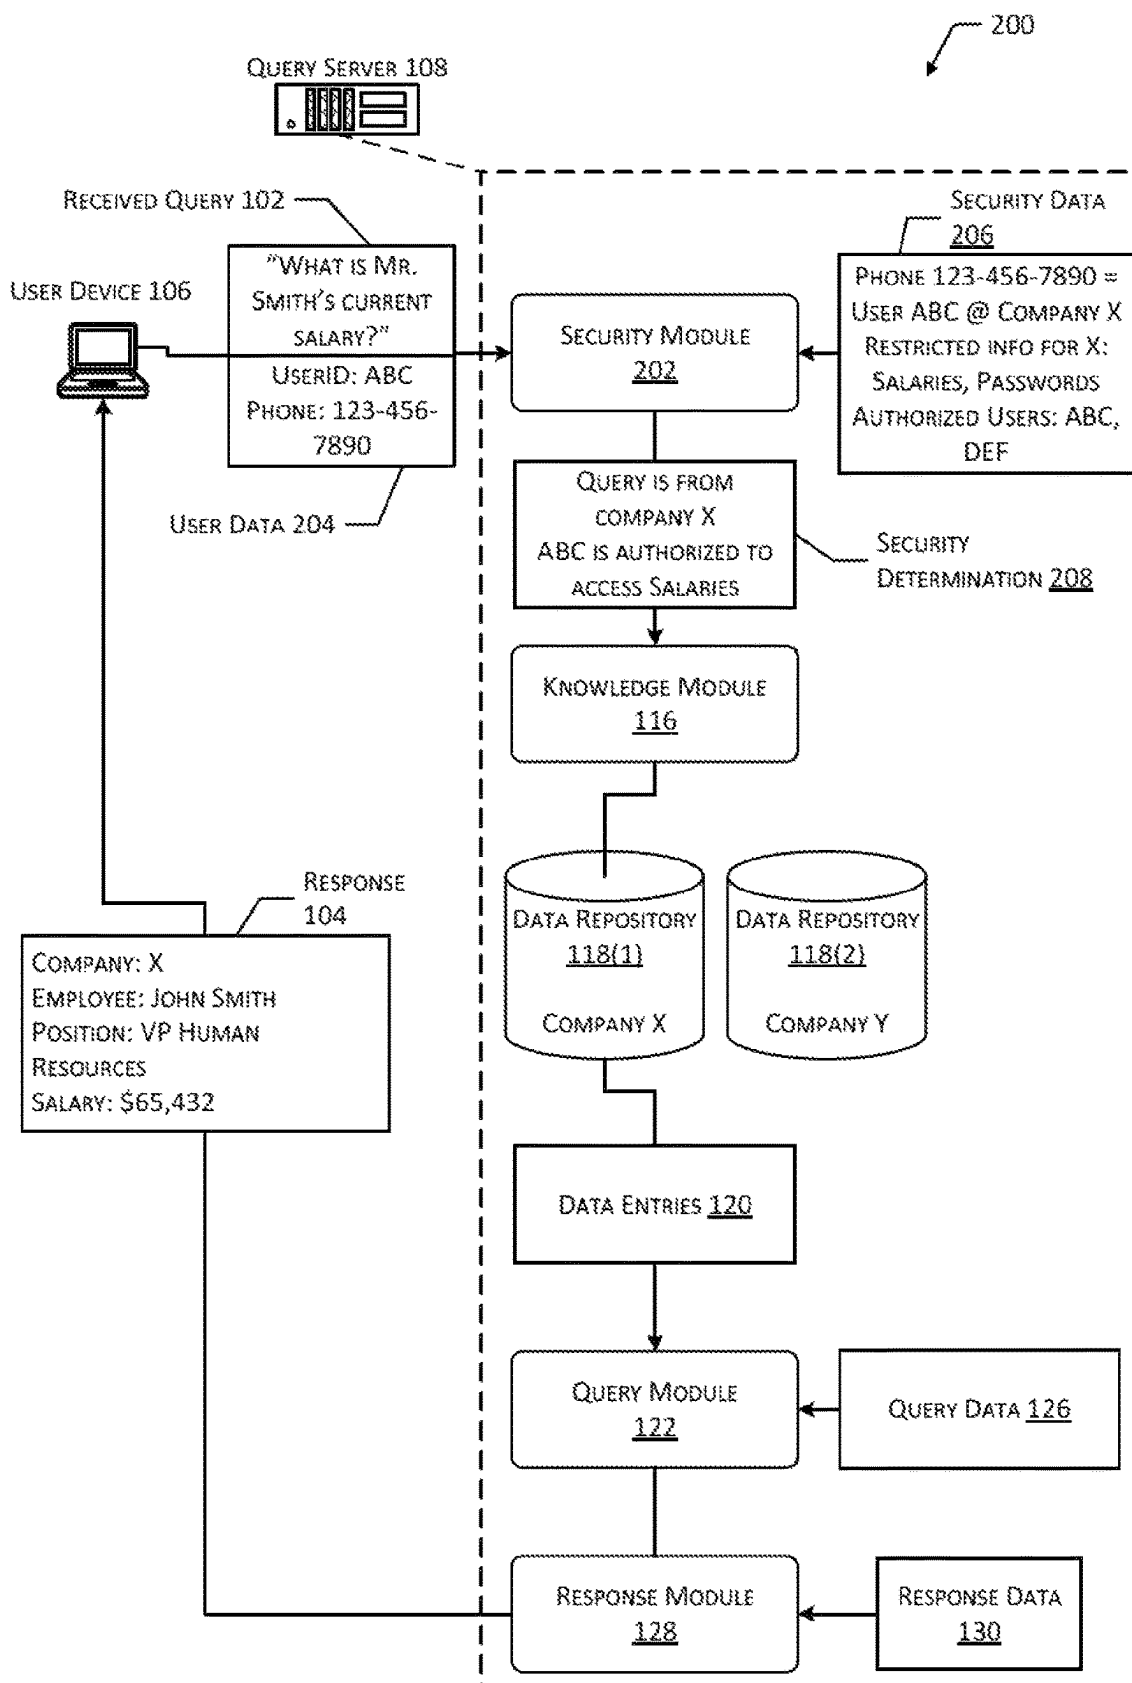 200
Query Server 108
Received Query 102
"What is Mr.
Smith's current
salary?"
UserID: ABC
Phone: 123-456-
7890
User Device 106
User Data 204
Security Data
206
Phone 123-456-7890 =
User ABC @ Company X
Restricted info for X:
Salaries, Passwords
Authorized Users: ABC,
DEF
Security Module
202
Query is from
company X
ABC is authorized to
access Salaries
Security
Determination 208
Knowledge Module
116
Data Repository
118(1)
Company X
Data Repository
118(2)
Company Y
Response
104
Company: X
Employee: John Smith
Position: VP Human
Resources
Salary: $65,432
Data Entries 120
Query Module
122
Query Data 126
Response Module
128
Response Data
130